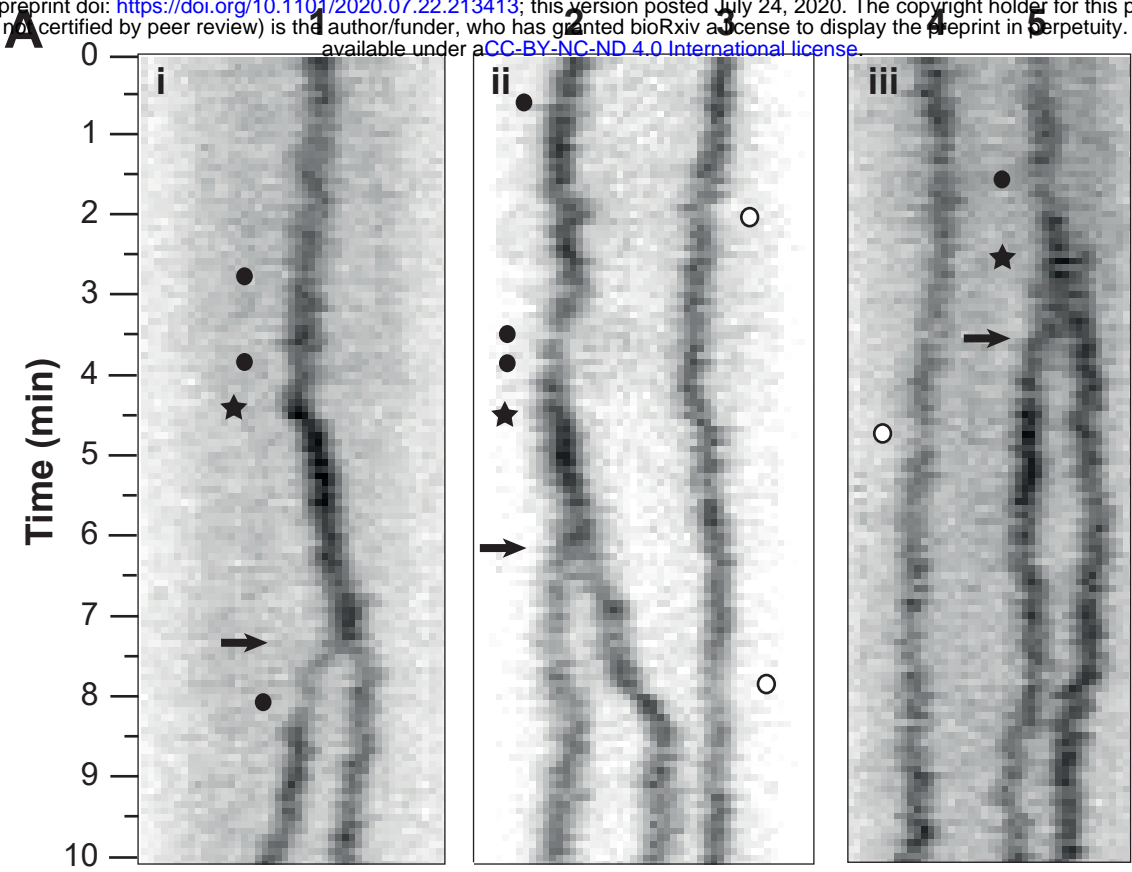 preprint doi: https://doi.org/10.1101/2020.07.22.213413; this version posted July 24, 2020. The copyright holder for this p
not certified by peer review) is the author/funder, who has granted bioRxiv a license to display the preprint in perpetuity.
available under aCC-BY-NC-ND 4.0 International license.
A
1 2 3 4 5
i ii iii
Time (min)
0
1
2
3
4
5
6
7
8
9
10